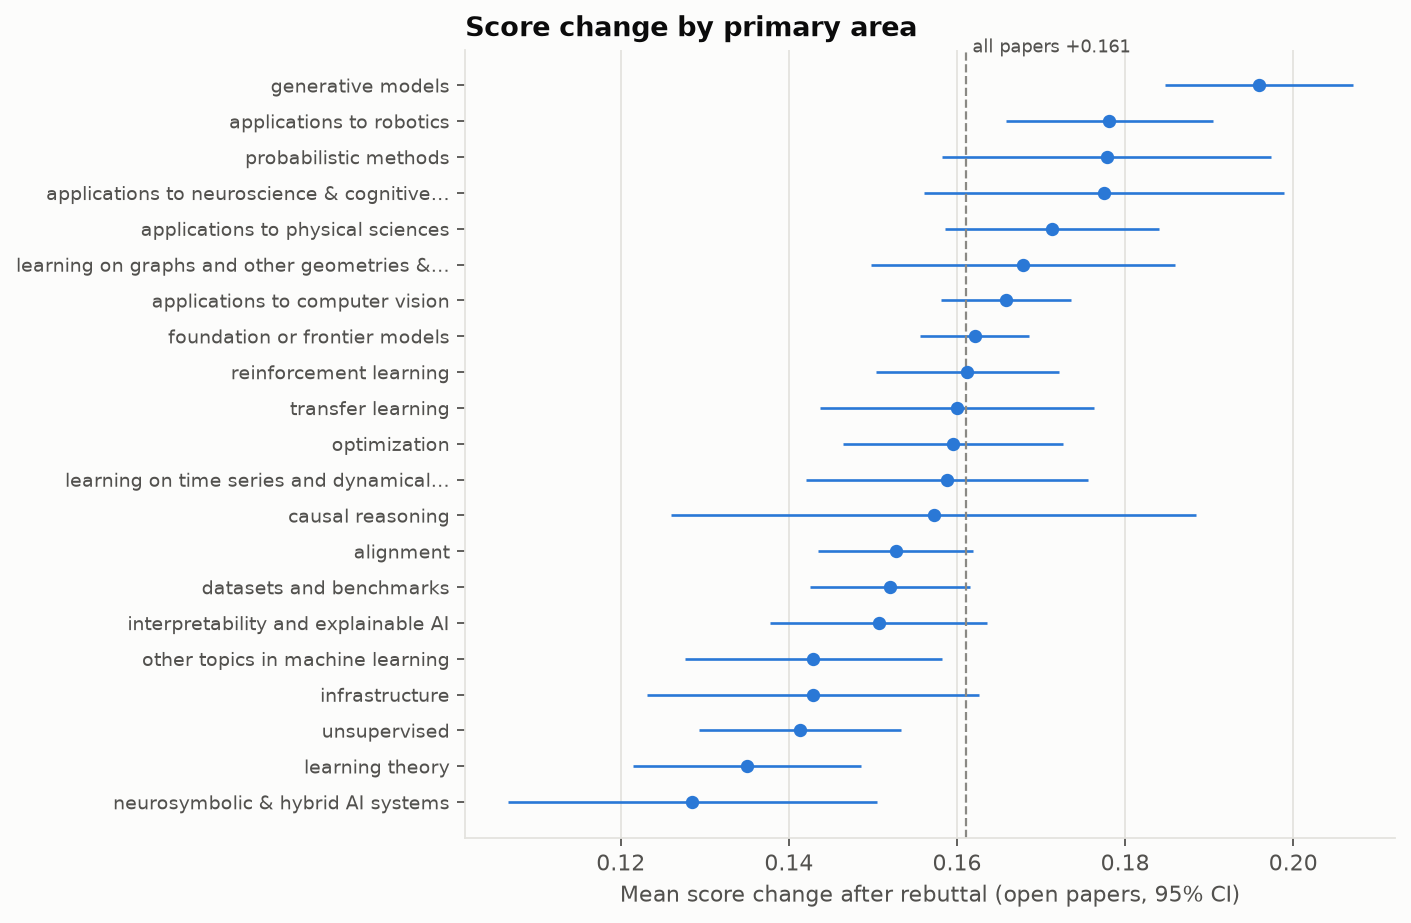 Score change by primary area
all papers +0.161
generative models
applications to robotics
probabilistic methods
applications to neuroscience & cognitive…
applications to physical sciences
learning on graphs and other geometries &…
applications to computer vision
foundation or frontier models
reinforcement learning
transfer learning
optimization
learning on time series and dynamical…
causal reasoning
alignment
datasets and benchmarks
interpretability and explainable AI
other topics in machine learning
infrastructure
unsupervised
learning theory
neurosymbolic & hybrid AI systems
0.12 0.14 0.16 0.18 0.20
Mean score change after rebuttal (open papers, 95% CI)